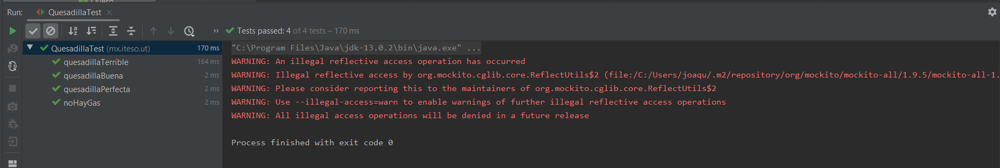 Queso
Run: QuesadillaTest
Tests passed: 4 of 4 tests – 170 ms
QuesadillaTest (mx.iteso.ut) 170 ms
quesadillaTerrible 164 ms
quesadillaBuena 2 ms
quesadillaPerfecta 2 ms
noHayGas 2 ms
"C:\Program Files\Java\jdk-13.0.2\bin\java.exe" ...
WARNING: An illegal reflective access operation has occurred
WARNING: Illegal reflective access by org.mockito.cglib.core.ReflectUtils$2 (file:/C:/Users/joaqu/.m2/repository/org/mockito/mockito-all/1.9.5/mockito-all-1.
WARNING: Please consider reporting this to the maintainers of org.mockito.cglib.core.ReflectUtils$2
WARNING: Use --illegal-access=warn to enable warnings of further illegal reflective access operations
WARNING: All illegal access operations will be denied in a future release
Process finished with exit code 0